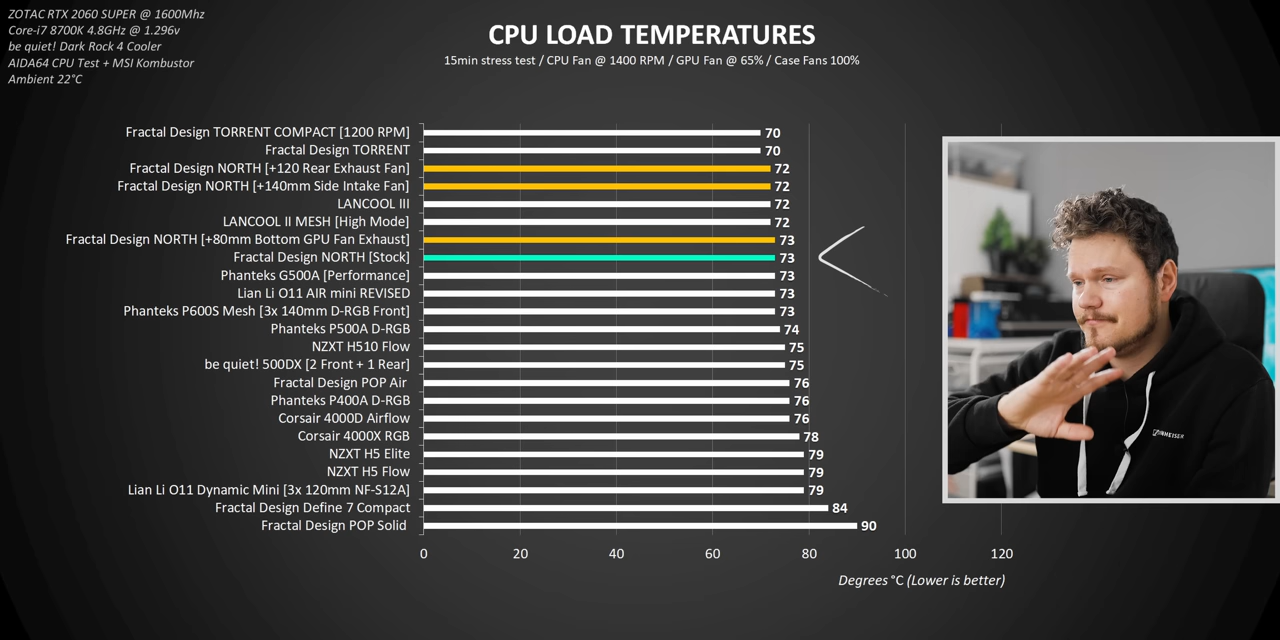 ZOTAC RTX 2060 SUPER @ 1600Mhz
Core-i7 8700K 4.8GHz @ 1.296v
be quiet! Dark Rock 4 Cooler
AIDA64 CPU Test + MSI Kombustor
Ambient 22°C
CPU LOAD TEMPERATURES
15min stress test / CPU Fan @ 1400 RPM / GPU Fan @ 65% / Case Fans 100%
Fractal Design TORRENT COMPACT [1200 RPM] 70
Fractal Design TORRENT 70
Fractal Design NORTH [+120 Rear Exhaust Fan] 72
Fractal Design NORTH [+140mm Side Intake Fan] 72
LANCOOL III 72
LANCOOL II MESH [High Mode] 72
Fractal Design NORTH [+80mm Bottom GPU Fan Exhaust] 73
Fractal Design NORTH [Stock] 73
Phanteks G500A [Performance] 73
Lian Li O11 AIR mini REVISED 73
Phanteks P600S Mesh [3x 140mm D-RGB Front] 73
Phanteks P500A D-RGB 74
NZXT H510 Flow 75
be quiet! 500DX [2 Front + 1 Rear] 75
Fractal Design POP Air 76
Phanteks P400A D-RGB 76
Corsair 4000D Airflow 76
Corsair 4000X RGB 78
NZXT H5 Elite 79
NZXT H5 Flow 79
Lian Li O11 Dynamic Mini [3x 120mm NF-S12A] 79
Fractal Design Define 7 Compact 84
Fractal Design POP Solid 90
0 20 40 60 80 100 120
Degrees °C (Lower is better)